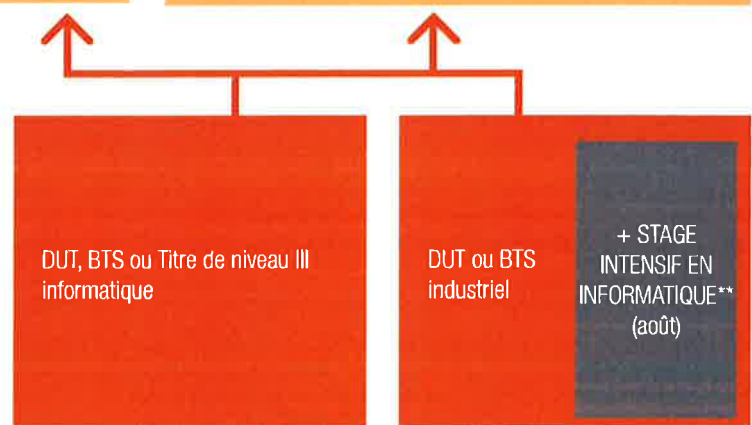 DUT, BTS ou Titre de niveau III
informatique
DUT ou BTS
industriel
+ STAGE
INTENSIF EN
INFORMATIQUE**
(août)